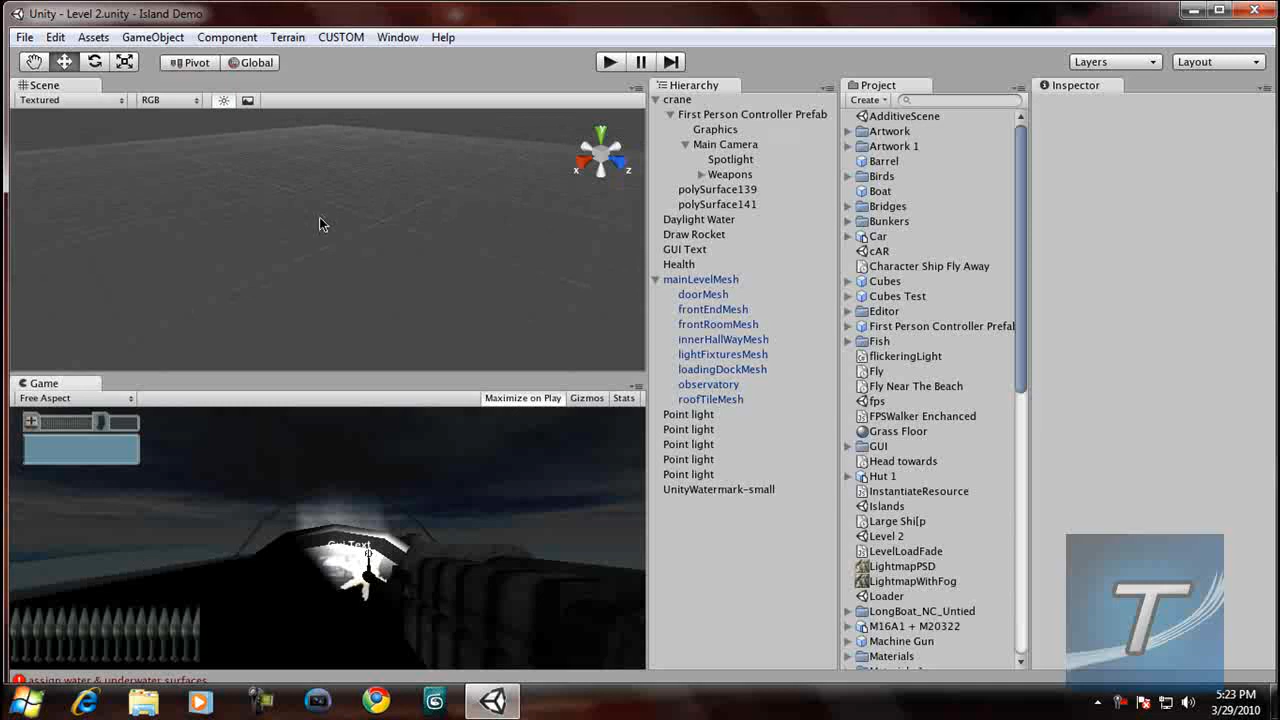 Unity - Level 2.unity - Island Demo
File Edit Assets GameObject Component Terrain CUSTOM Window Help
Pivot Global Layers Layout
Scene
Textured RGB
y
x z
Game
Free Aspect Maximize on Play Gizmos Stats
Gui Text
assign water & underwater surfaces
Hierarchy
crane
First Person Controller Prefab
Graphics
Main Camera
Spotlight
Weapons
polySurface139
polySurface141
Daylight Water
Draw Rocket
GUI Text
Health
mainLevelMesh
doorMesh
frontEndMesh
frontRoomMesh
innerHallWayMesh
lightFixturesMesh
loadingDockMesh
observatory
roofTileMesh
Point light
Point light
Point light
Point light
Point light
UnityWatermark-small
Project
Create
AdditiveScene
Artwork
Artwork 1
Barrel
Birds
Boat
Bridges
Bunkers
Car
cAR
Character Ship Fly Away
Cubes
Cubes Test
Editor
First Person Controller Prefab
Fish
flickeringLight
Fly
Fly Near The Beach
fps
FPSWalker Enchanced
Grass Floor
GUI
Head towards
Hut 1
InstantiateResource
Islands
Large Shi[p
Level 2
LevelLoadFade
LightmapPSD
LightmapWithFog
Loader
LongBoat_NC_Untied
M16A1 + M20322
Machine Gun
Materials
Inspector
T
5:23 PM
3/29/2010